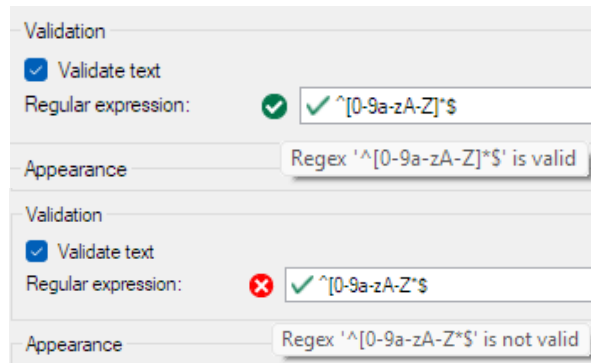 Validation
Validate text
Regular expression:
^[0-9a-zA-Z]*$
Regex '^[0-9a-zA-Z]*$' is valid
Appearance
Validation
Validate text
Regular expression:
^[0-9a-zA-Z*$
Regex '^[0-9a-zA-Z*$' is not valid
Appearance